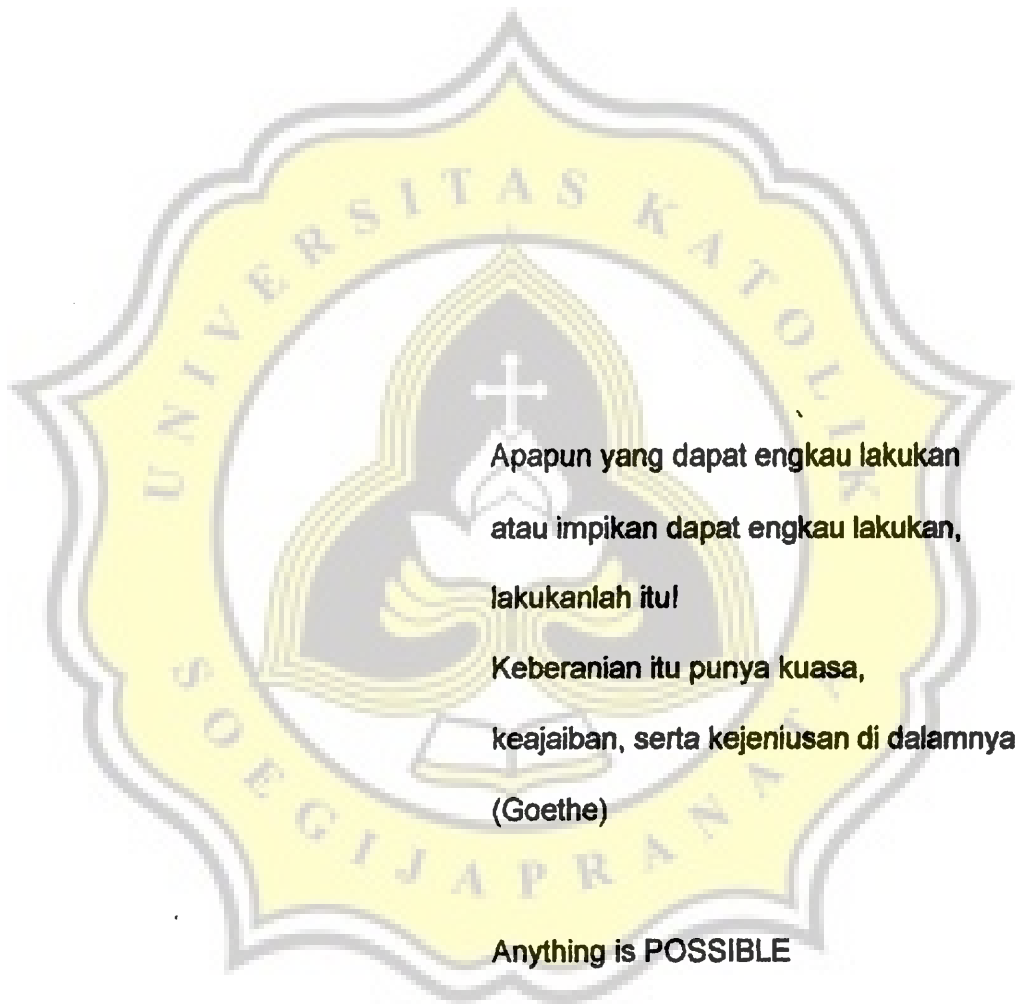 UNIVERSITAS KATOLIK
SOEGIJAPRANATA
Apapun yang dapat engkau lakukan
atau impikan dapat engkau lakukan,
lakukanlah itu!
Keberanian itu punya kuasa,
keajaiban, serta kejeniusan di dalamnya
(Goethe)
Anything is POSSIBLE